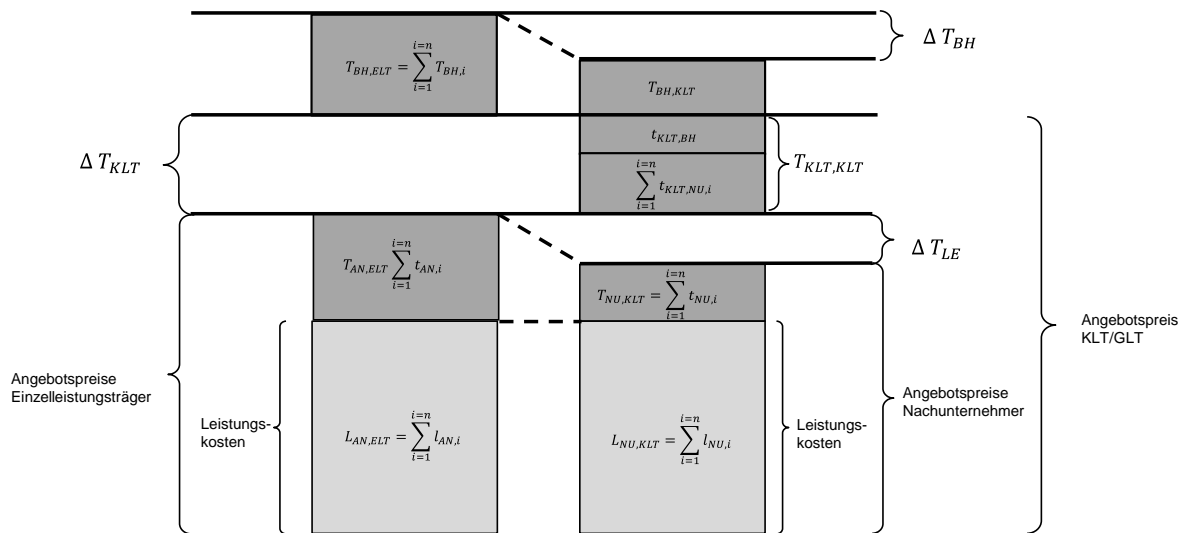 Δ T_{BH}
T_{BH,ELT} = \sum_{i=1}^{i=n} T_{BH,i}
T_{BH,KLT}
t_{KLT,BH}
Δ T_{KLT}
T_{KLT,KLT}
\sum_{i=1}^{i=n} t_{KLT,NU,i}
Δ T_{LE}
T_{AN,ELT} \sum_{i=1}^{i=n} t_{AN,i}
T_{NU,KLT} = \sum_{i=1}^{i=n} t_{NU,i}
Angebotspreis
KLT/GLT
Angebotspreise
Einzelleistungsträger
Angebotspreise
Nachunternehmer
Leistungs-
kosten
L_{AN,ELT} = \sum_{i=1}^{i=n} l_{AN,i}
L_{NU,KLT} = \sum_{i=1}^{i=n} l_{NU,i}
Leistungs-
kosten